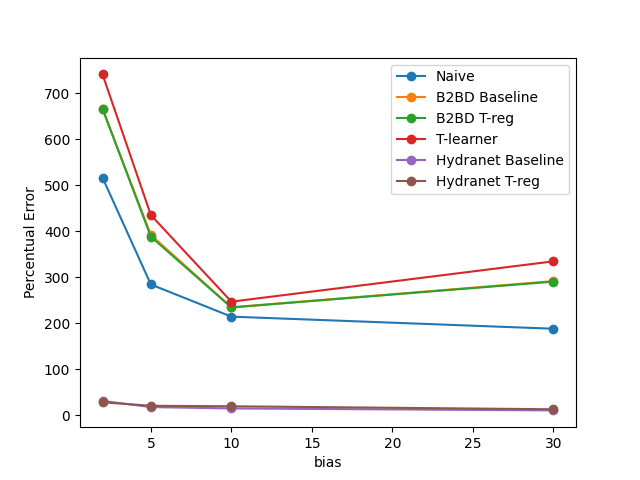 700
600
500
400
300
200
100
0
Percentual Error
5
10
15
20
25
30
bias
Naive
B2BD Baseline
B2BD T-reg
T-learner
Hydranet Baseline
Hydranet T-reg